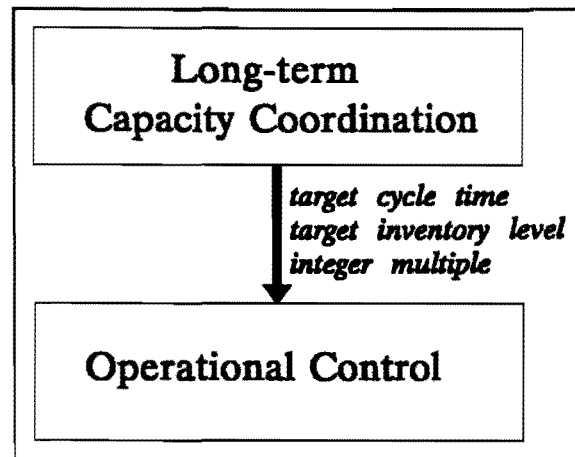 Long-term
Capacity Coordination
target cycle time
target inventory level
integer multiple
Operational Control